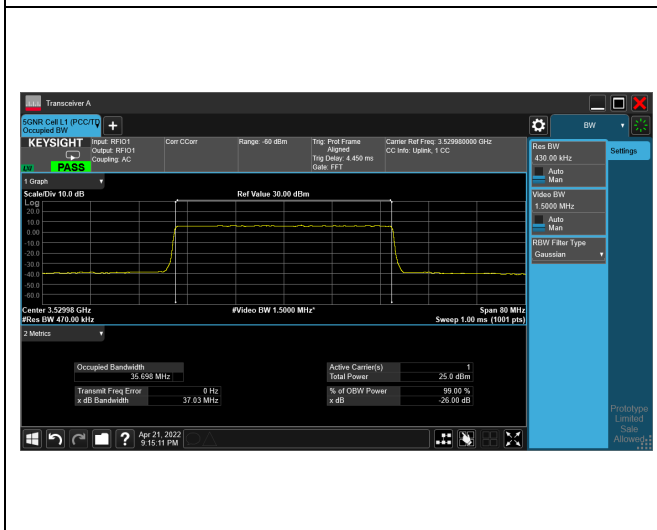 Transceiver A
5GNR Cell L1 (PCC/TD
Occupied BW
BW
KEYSIGHT
LXI
PASS
Input: RFIO1
Output: RFIO1
Coupling: AC
Corr CCorr
Range: -60 dBm
Trig: Prot Frame
Aligned
Trig Delay: 4.450 ms
Gate: FFT
Carrier Ref Freq: 3.529980000 GHz
CC Info: Uplink, 1 CC
Res BW
430.00 kHz
Auto
Man
Video BW
1.5000 MHz
Auto
Man
RBW Filter Type
Gaussian
Settings
1 Graph
Scale/Div 10.0 dB
Ref Value 30.00 dBm
Log
20.0
10.0
0.00
-10.0
-20.0
-30.0
-40.0
-50.0
-60.0
Center 3.52998 GHz
#Video BW 1.5000 MHz*
Span 80 MHz
#Res BW 470.00 kHz
Sweep 1.00 ms (1001 pts)
2 Metrics
Occupied Bandwidth
35.698 MHz
Active Carrier(s) 1
Total Power 25.0 dBm
Transmit Freq Error 0 Hz
x dB Bandwidth 37.03 MHz
% of OBW Power 99.00 %
x dB -26.00 dB
Prototype
Limited
Sale
Allowed
Apr 21, 2022
9:15:11 PM